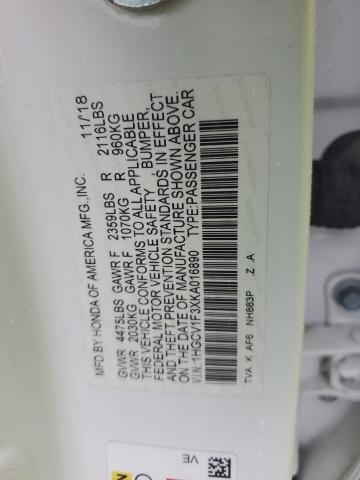 MFD. BY HONDA OF AMERICA MFG., INC. 11/18
GVWR 4475LBS GAWR F 2359LBS R 2116LBS
GVWR 2030KG GAWR F 1070KG R 960KG
THIS VEHICLE CONFORMS TO ALL APPLICABLE
FEDERAL MOTOR VEHICLE SAFETY BUMPER,
AND THEFT PREVENTION STANDARDS IN EFFECT
ON THE DATE OF MANUFACTURE SHOWN ABOVE.
V.I.N.:1HGCV1F3XKA016890 TYPE:PASSENGER CAR
TVA K AF6 NH883P .Z .A
VE